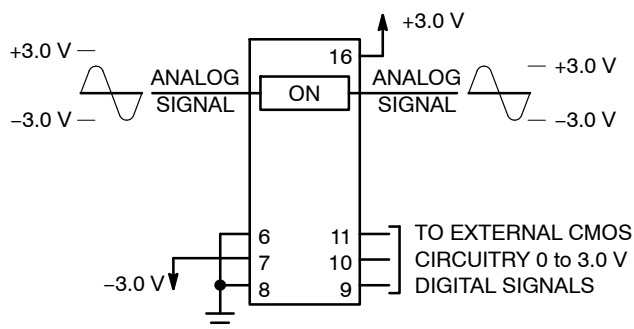 +3.0 V
16
+3.0 V
ANALOG
SIGNAL
ON
ANALOG
SIGNAL
+3.0 V
−3.0 V
−3.0 V
6
11
TO EXTERNAL CMOS
7
10
CIRCUITRY 0 to 3.0 V
−3.0 V
8
9
DIGITAL SIGNALS